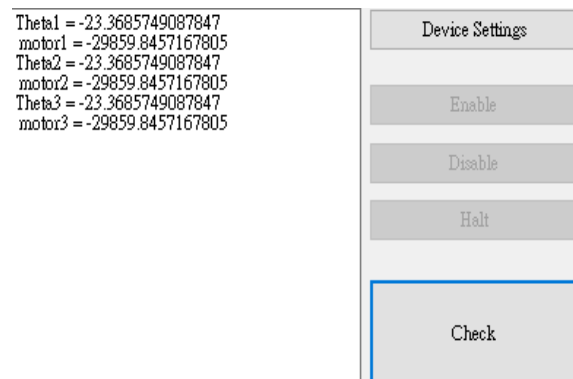 Theta1 = -23.3685749087847
motor1 = -29859.8457167805
Theta2 = -23.3685749087847
motor2 = -29859.8457167805
Theta3 = -23.3685749087847
motor3 = -29859.8457167805
Device Settings
Enable
Disable
Halt
Check